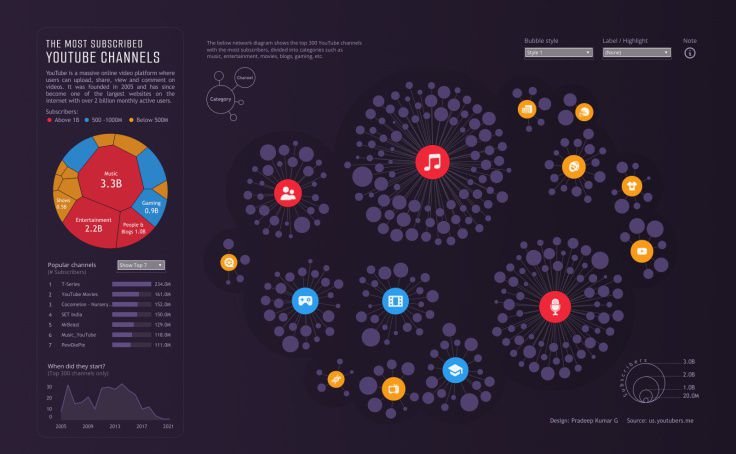 THE MOST SUBSCRIBED
YOUTUBE CHANNELS
YouTube is a massive online video platform where
users can upload, share, view and comment on
videos. It was founded in 2005 and has since
become one of the largest websites on the
internet with over 2 billion monthly active users.
Subscribers:
Above 1B
500 -1000M
Below 500M
Music
3.3B
Gaming
0.9B
Shows
0.5B
Entertainment
2.2B
People &
Blogs 1.0B
Popular channels
(# Subscribers)
Show Top 7
1 T-Series 234.0M
2 YouTube Movies 161.0M
3 Cocomelon - Nursery.. 152.0M
4 SET India 150.0M
5 MrBeast 129.0M
6 Music_YouTube 118.0M
7 PewDiePie 111.0M
When did they start?
(Top 300 channels only)
30
20
10
0
2005 2009 2013 2017 2021
The below network diagram shows the top 300 YouTube channels
with the most subscribers, divided into categories such as
music, entertainment, movies, blogs, gaming, etc.
Channel
Category
Bubble style
Style 1
Label / Highlight
(None)
Note
Subscribers
3.0B
2.0B
1.0B
20.0M
Design: Pradeep Kumar G Source: us.youtubers.me